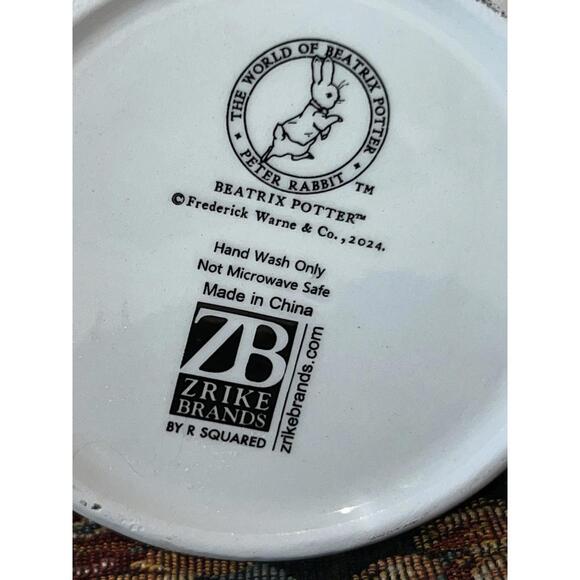 THE WORLD OF BEATRIX POTTER
• PETER RABBIT • ™
BEATRIX POTTER™
©Frederick Warne & Co., 2024.
Hand Wash Only
Not Microwave Safe
Made in China
ZB
ZRIKE
BRANDS
BY R SQUARED
zrikebrands.com